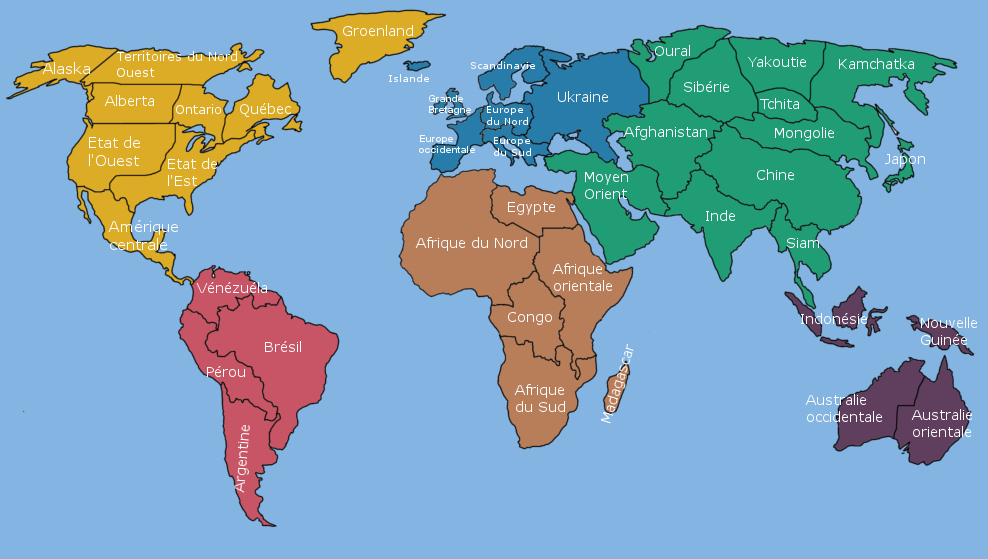 Groenland
Alaska
Territoires du Nord
Ouest
Alberta
Ontario
Québec
Etat de
l'Ouest
Etat de
l'Est
Amérique
centrale
Vénézuéla
Brésil
Pérou
Argentine
Islande
Scandinavie
Grande
Bretagne
Europe
du Nord
Ukraine
Europe
occidentale
Europe
du Sud
Oural
Sibérie
Yakoutie
Kamchatka
Tchita
Afghanistan
Mongolie
Japon
Moyen
Orient
Chine
Inde
Siam
Egypte
Afrique du Nord
Afrique
orientale
Congo
Afrique
du Sud
Madagascar
Indonésie
Nouvelle
Guinée
Australie
occidentale
Australie
orientale